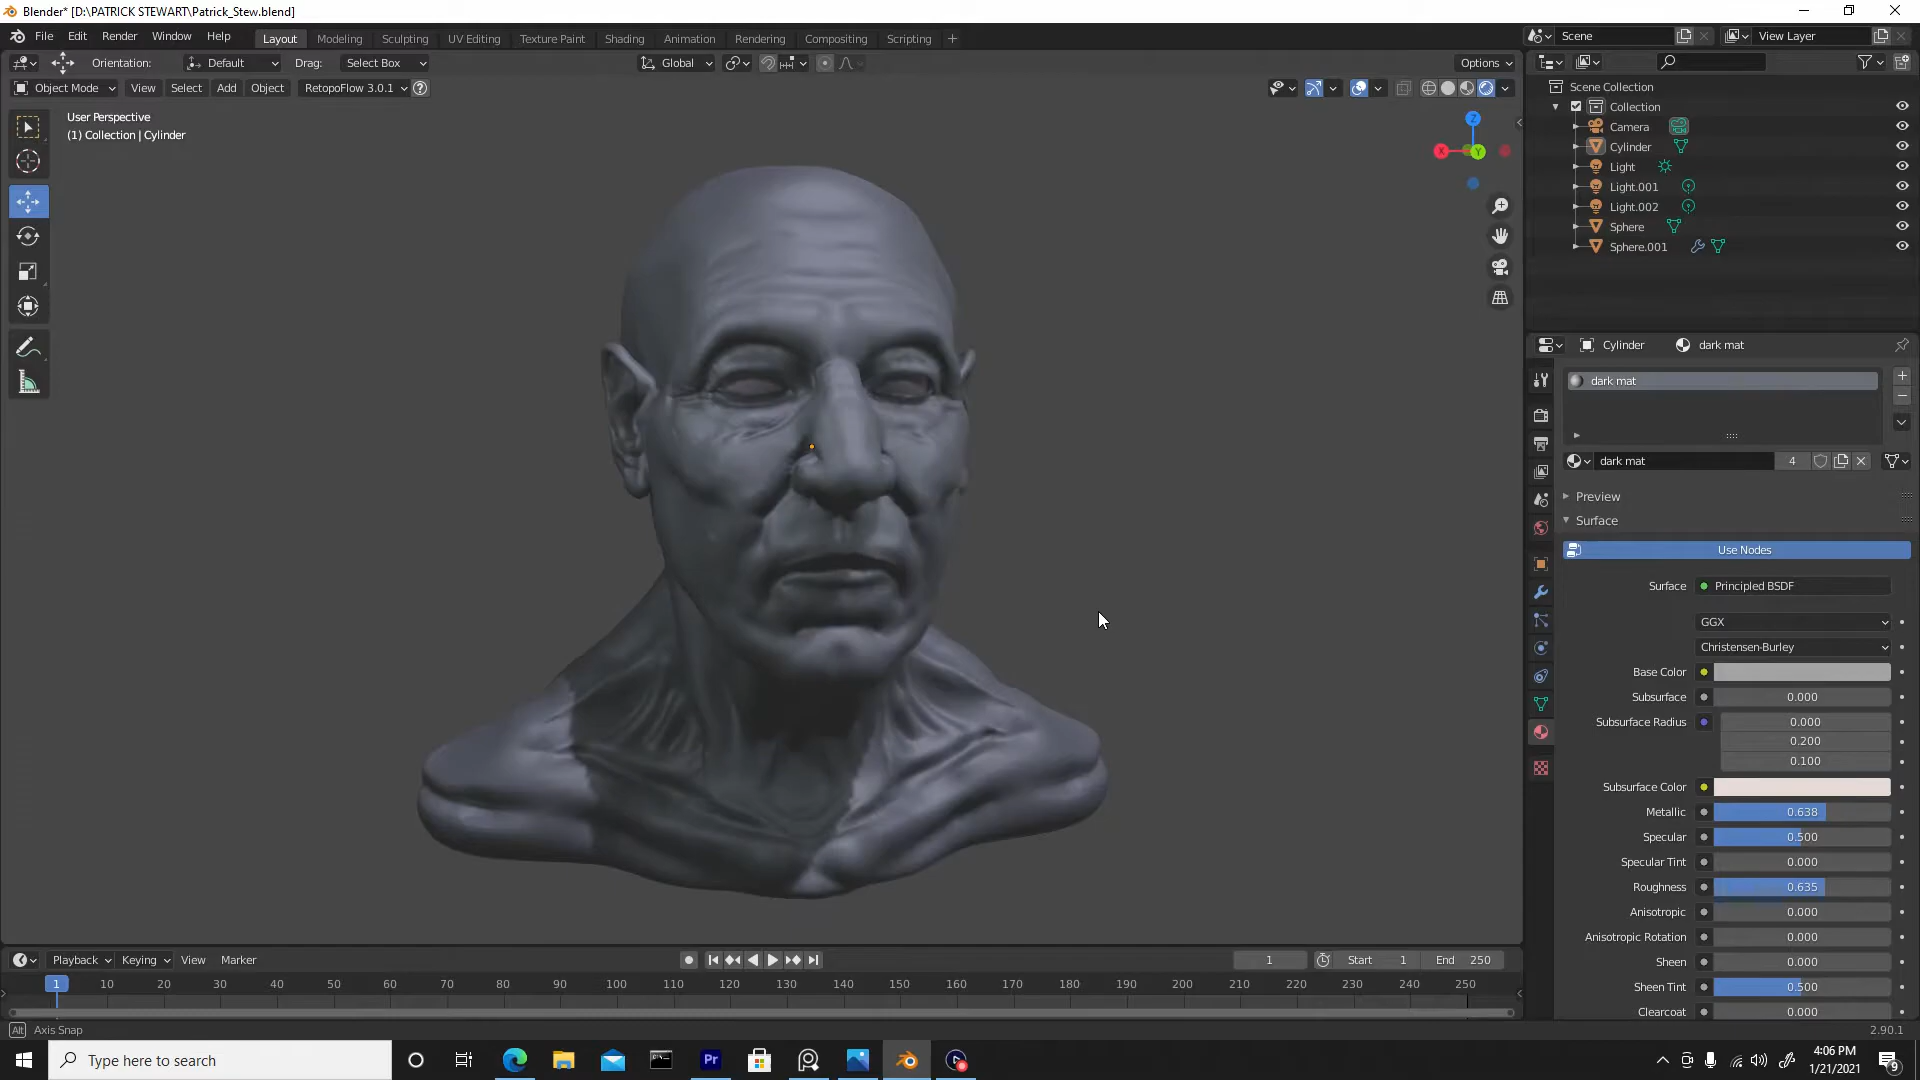 Blender* [D:\PATRICK STEWART\Patrick_Stew.blend]
File Edit Render Window Help Layout Modeling Sculpting UV Editing Texture Paint Shading Animation Rendering Compositing Scripting + Scene View Layer
Orientation: Default Drag: Select Box Global Options
Object Mode View Select Add Object RetopoFlow 3.0.1 ?
User Perspective
(1) Collection | Cylinder
Z
X
Y
Scene Collection
Collection
Camera
Cylinder
Light
Light.001
Light.002
Sphere
Sphere.001
Cylinder dark mat
dark mat
dark mat 4
Preview
Surface
Use Nodes
Surface Principled BSDF
GGX
Christensen-Burley
Base Color
Subsurface 0.000
Subsurface Radius 0.000
0.200
0.100
Subsurface Color
Metallic 0.638
Specular 0.500
Specular Tint 0.000
Roughness 0.635
Anisotropic 0.000
Anisotropic Rotation 0.000
Sheen 0.000
Sheen Tint 0.500
Clearcoat 0.000
Playback Keying View Marker 1 Start 1 End 250
1 10 20 30 40 50 60 70 80 90 100 110 120 130 140 150 160 170 180 190 200 210 220 230 240 250
Alt Axis Snap 2.90.1
Type here to search Pr 4:06 PM
1/21/2021 9